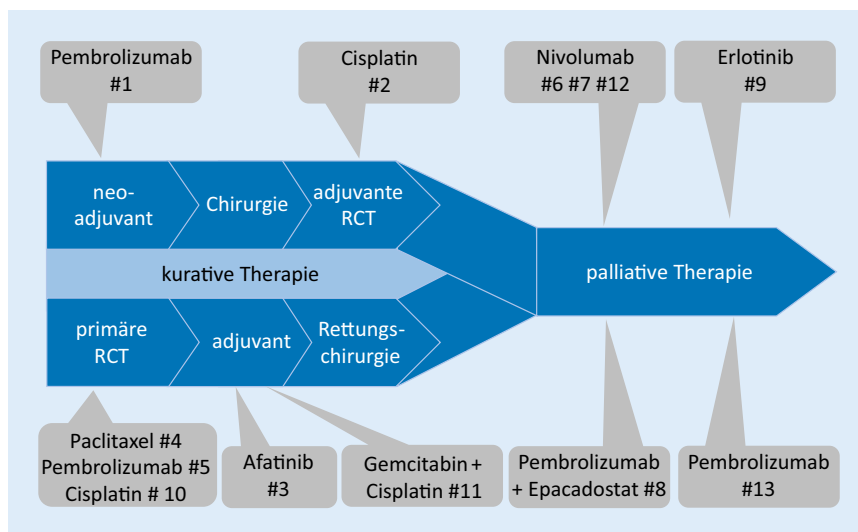 Pembrolizumab
#1
Cisplatin
#2
Nivolumab
#6 #7 #12
Erlotinib
#9
neo-
adjuvant
Chirurgie
adjuvante
RCT
kurative Therapie
palliative Therapie
primäre
RCT
adjuvant
Rettungs-
chirurgie
Paclitaxel #4
Pembrolizumab #5
Cisplatin # 10
Afatinib
#3
Gemcitabin +
Cisplatin #11
Pembrolizumab
+ Epacadostat #8
Pembrolizumab
#13